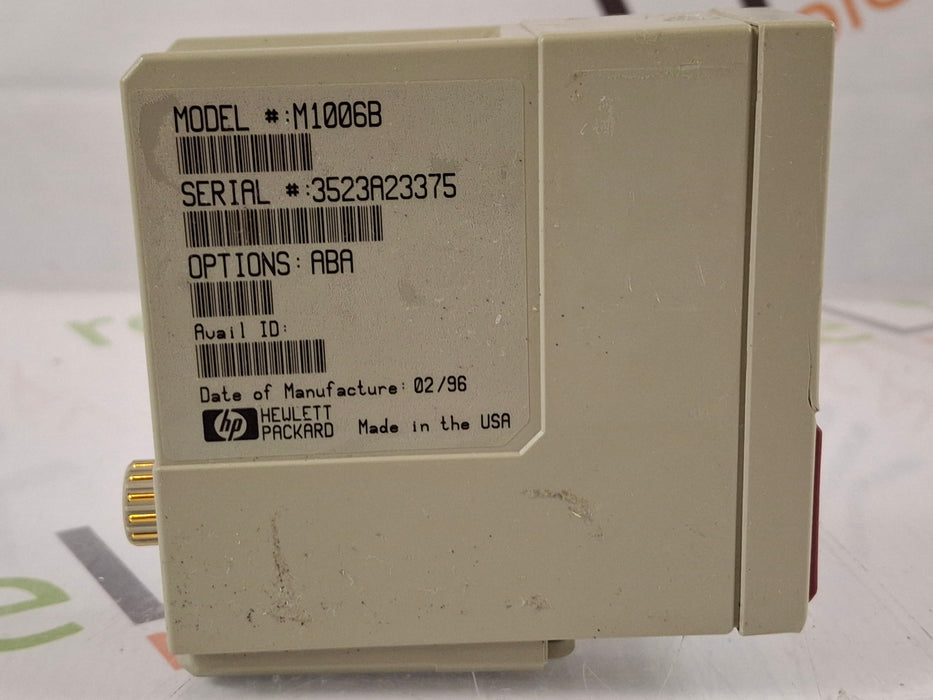 MODEL #:M1006B
SERIAL #:3523A23375
OPTIONS: ABA
Avail ID:
Date of Manufacture: 02/96
hp HEWLETT
PACKARD Made in the USA